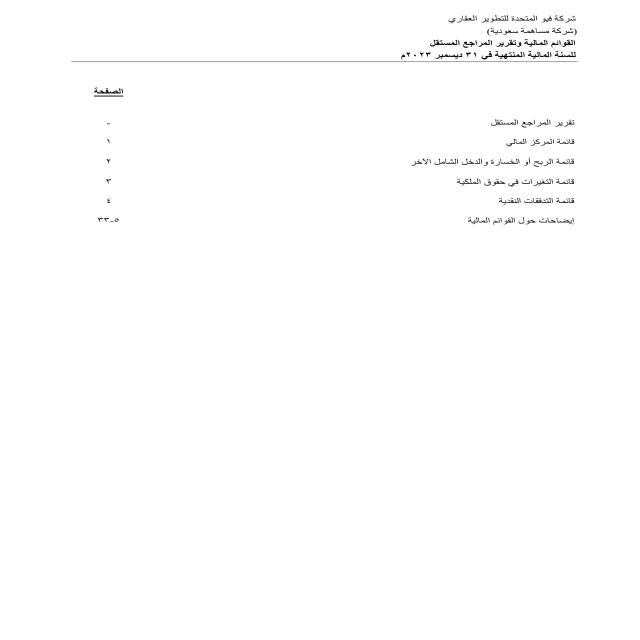 شركة فيو المتحدة للتطوير العقاري
(شركة مساهمة سعودية)
القوائم المالية وتقرير المراجع المستقل
للسنة المالية المنتهية في ٣١ ديسمبر ٢٠٢٣م
الصفحة
تقرير المراجع المستقل -
قائمة المركز المالي ١
قائمة الربح أو الخسارة والدخل الشامل الآخر ٢
قائمة التغيرات في حقوق الملكية ٣
قائمة التدفقات النقدية ٤
إيضاحات حول القوائم المالية ٥-٣٣